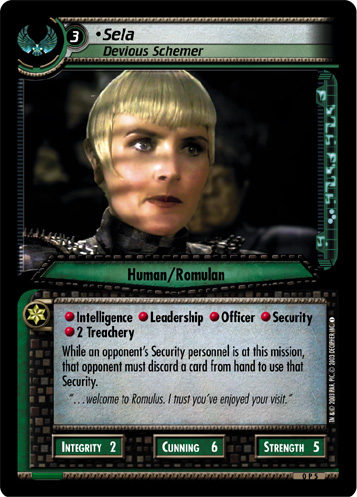 3
•Sela
Devious Schemer
Human/Romulan
Intelligence Leadership Officer Security
2 Treachery
While an opponent's Security personnel is at this mission,
that opponent must discard a card from hand to use that
Security.
"…welcome to Romulus. I trust you've enjoyed your visit."
Integrity 2 Cunning 6 Strength 5
0 P 5